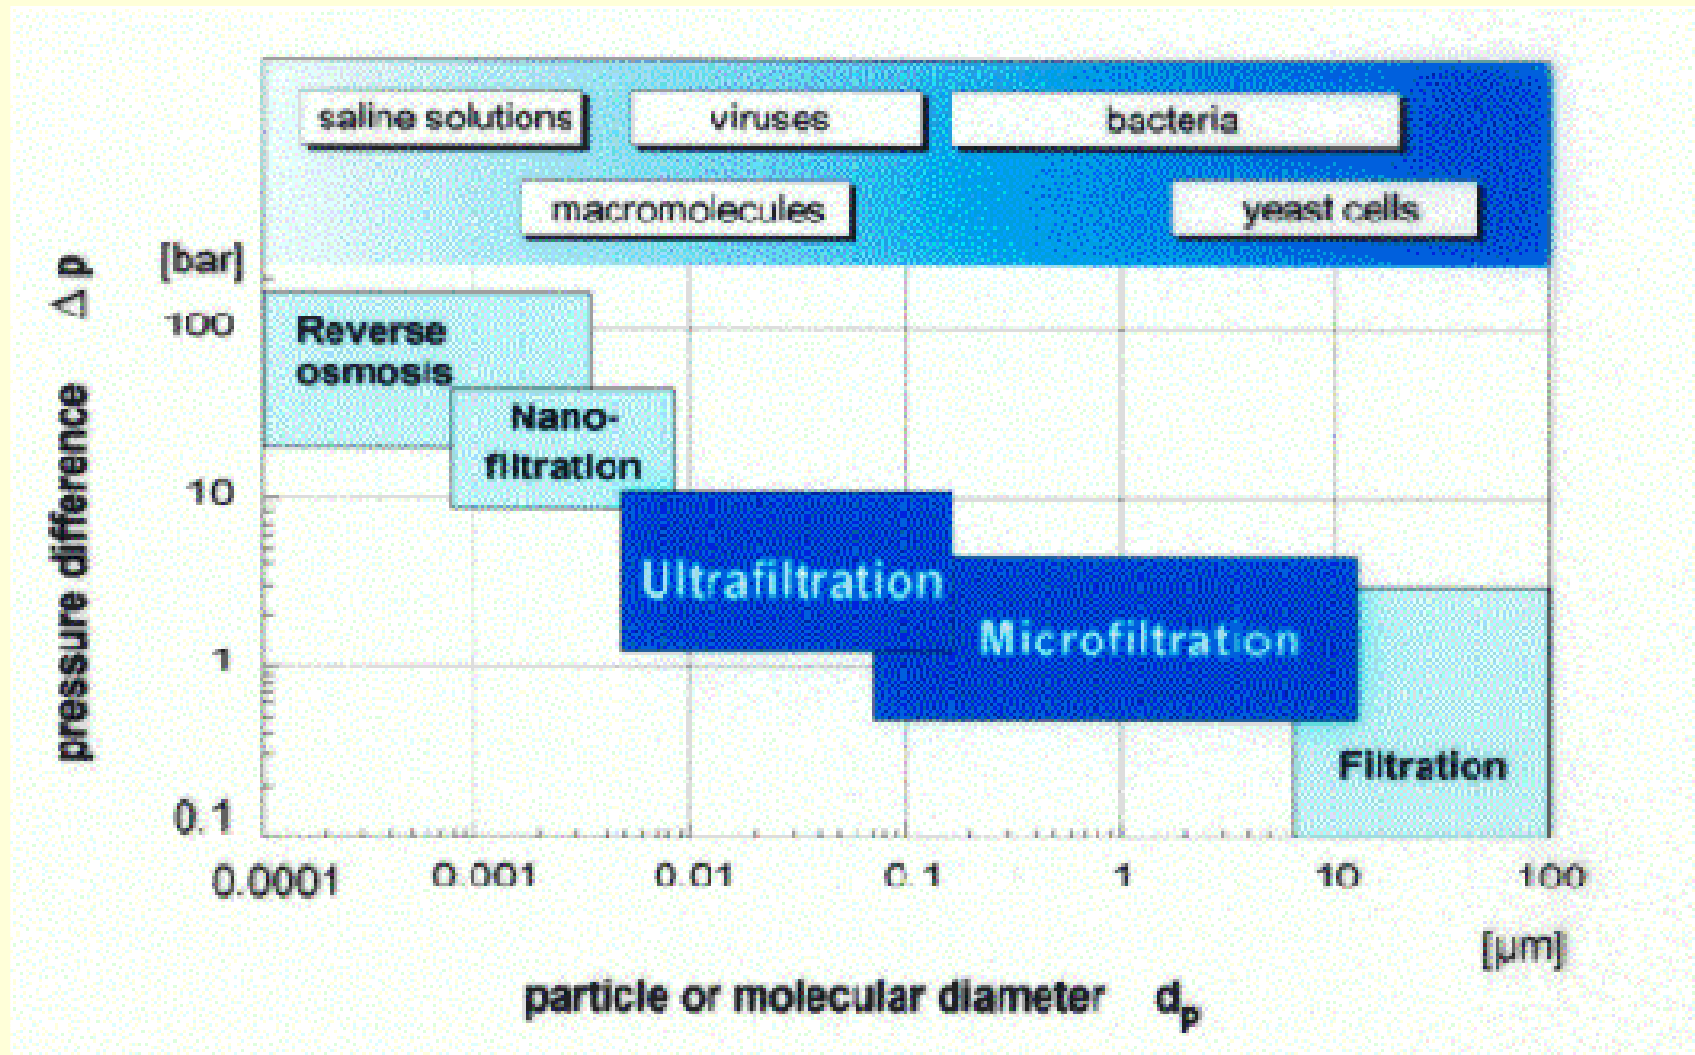 saline solutions
viruses
bacteria
macromolecules
yeast cells
[bar]
pressure difference Δ p
100
10
1
0.1
Reverse
osmosis
Nano-
filtration
Ultrafiltration
Microfiltration
Filtration
0.0001 0.001 0.01 0.1 1 10 100
[μm]
particle or molecular diameter dp